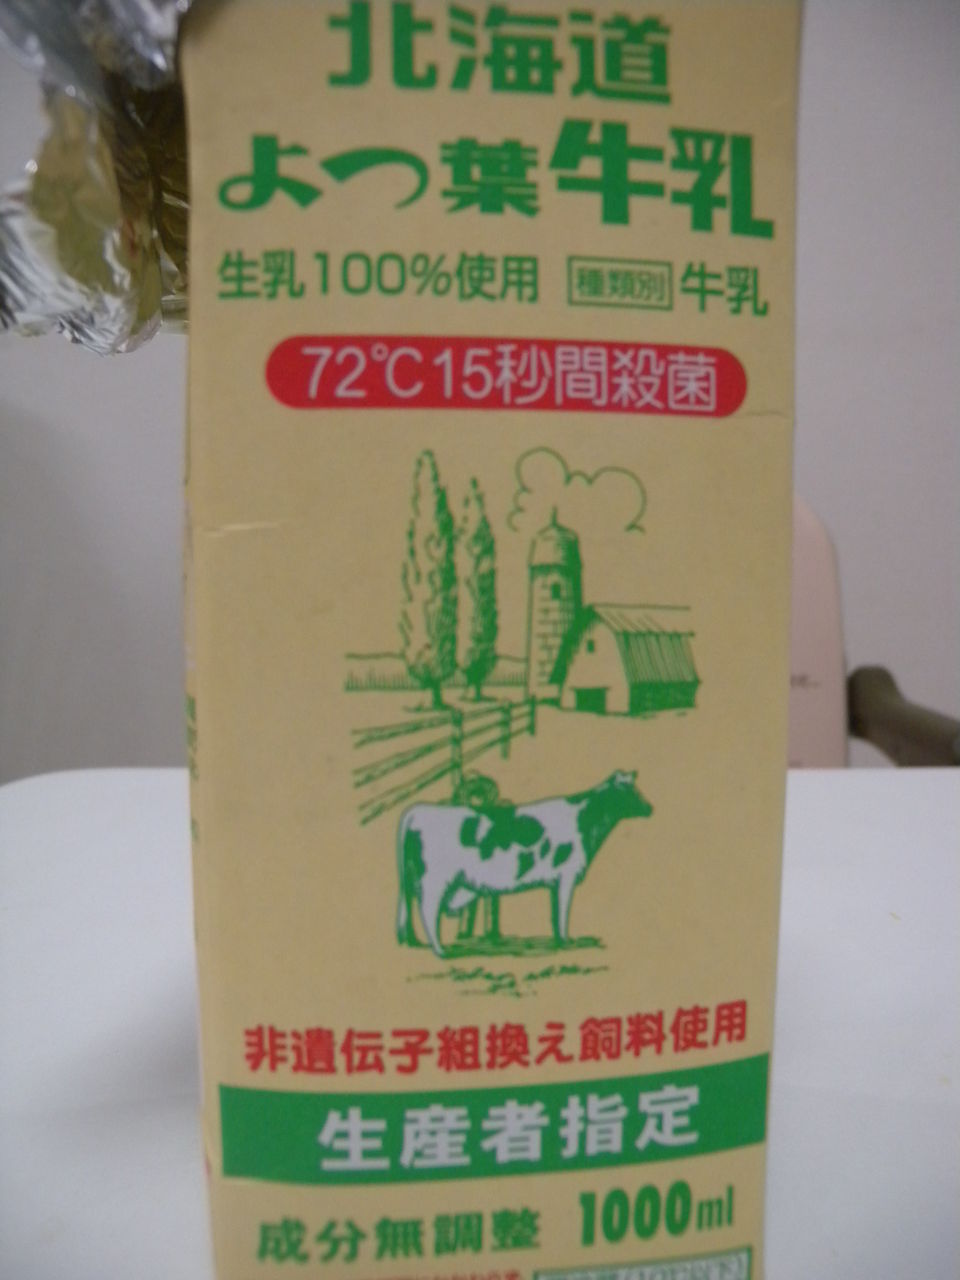 北海道
よつ葉牛乳
生乳100%使用 種類別 牛乳
72℃15秒間殺菌
非遺伝子組換え飼料使用
生産者指定
成分無調整 1000ml